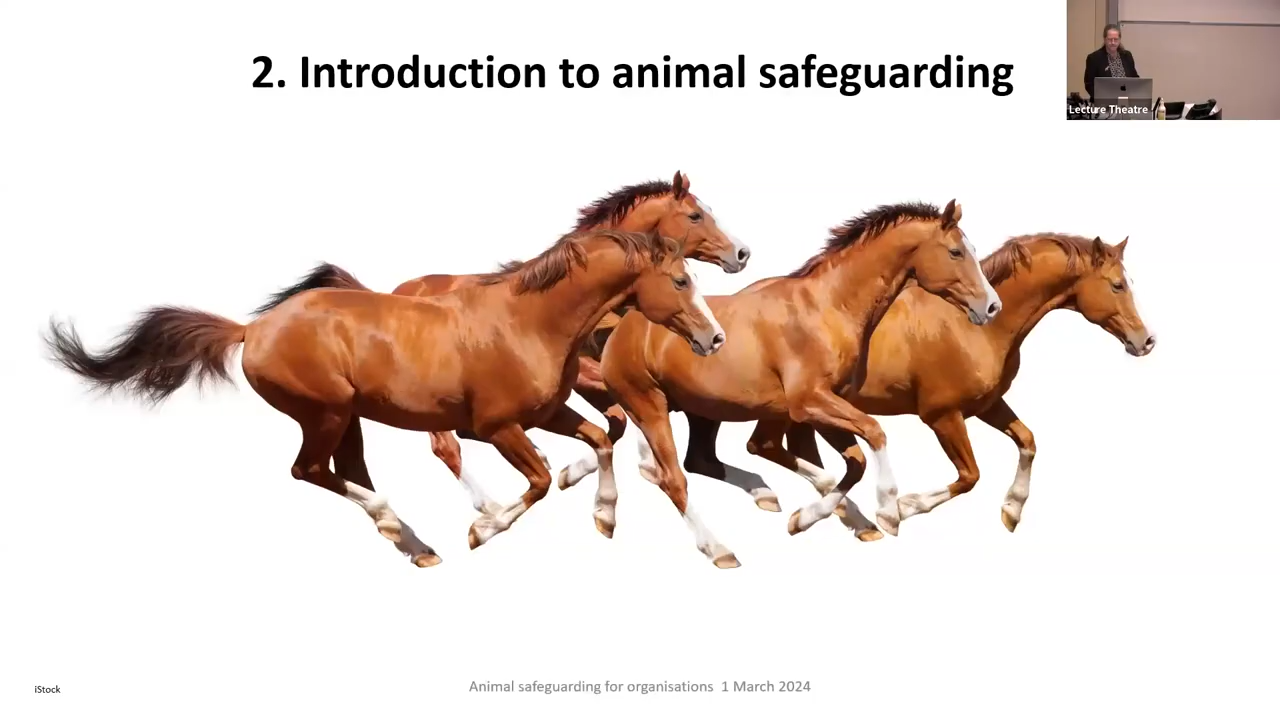 2. Introduction to animal safeguarding
Lecture Theatre
iStock
Animal safeguarding for organisations 1 March 2024